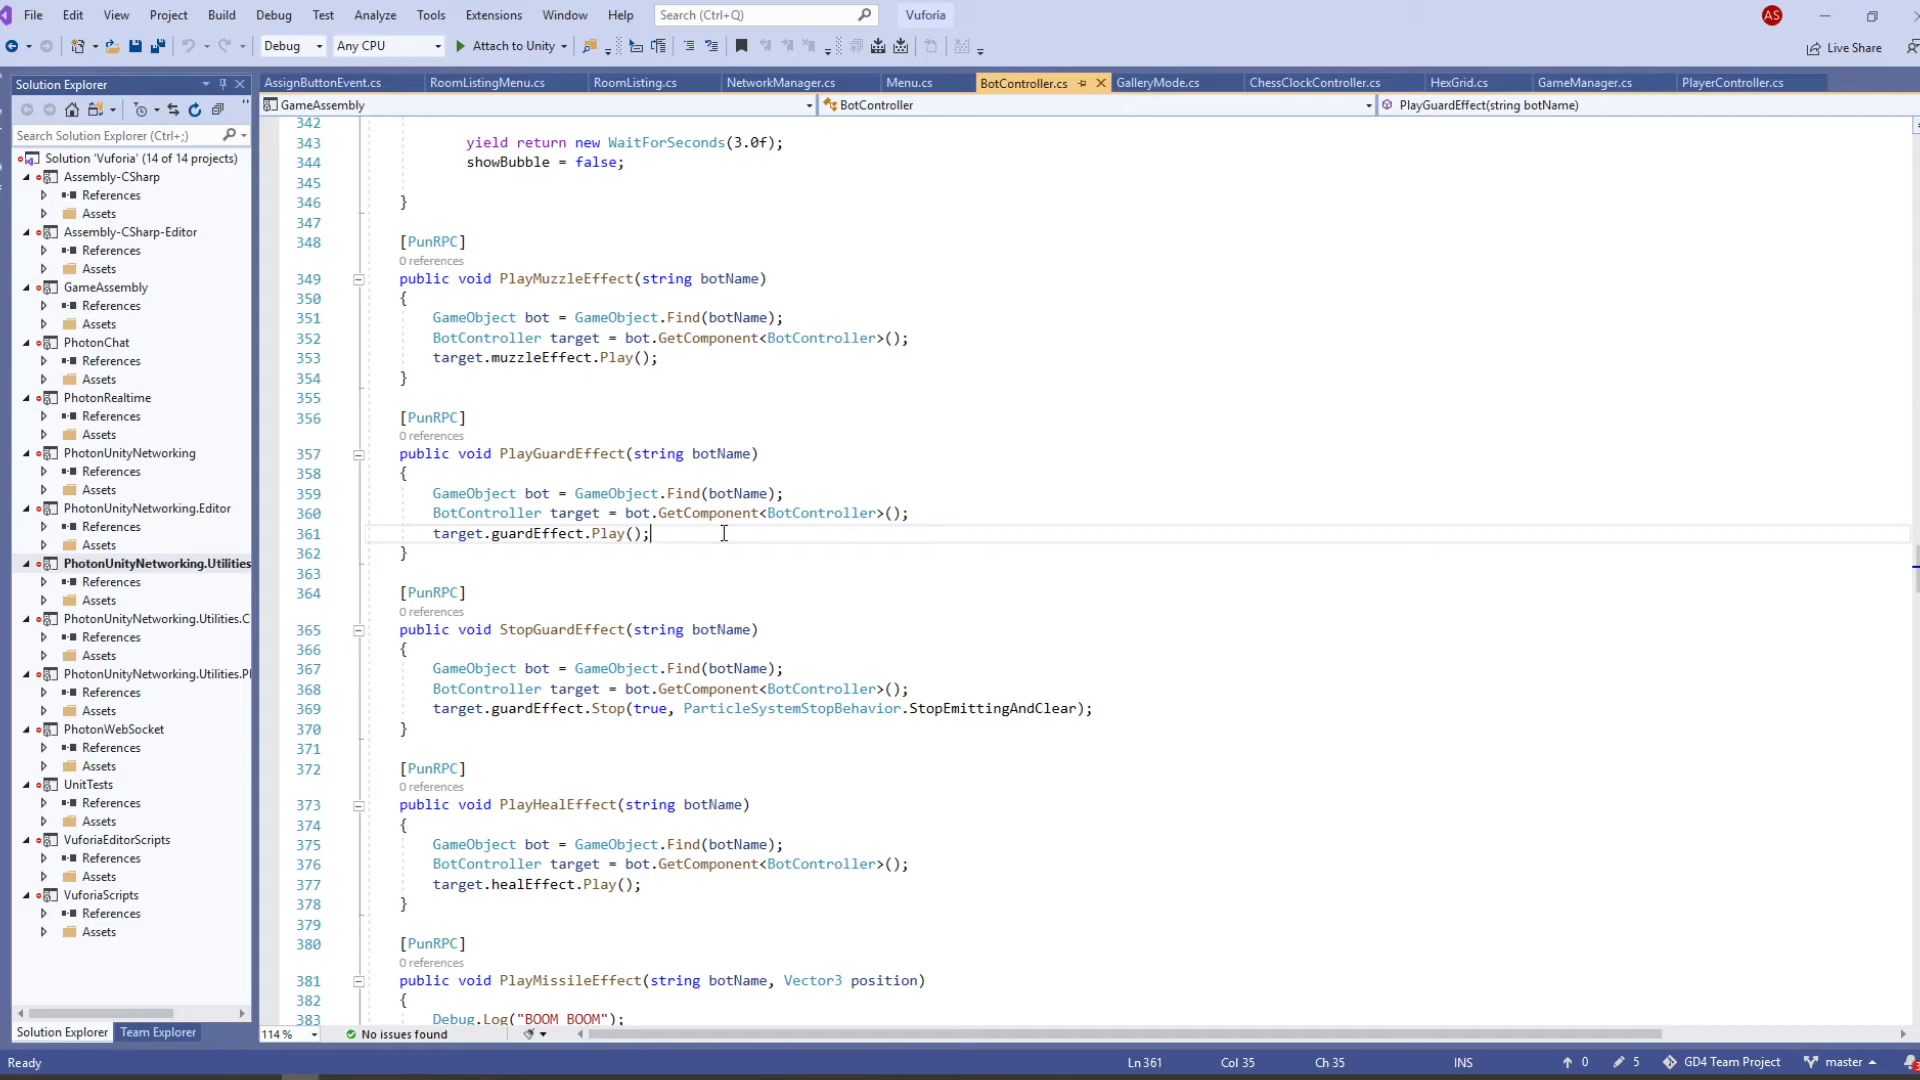 File Edit View Project Build Debug Test Analyze Tools Extensions Window Help Search (Ctrl+Q) Vuforia AS
Debug Any CPU Attach to Unity Live Share
Solution Explorer
Search Solution Explorer (Ctrl+;)
Solution 'Vuforia' (14 of 14 projects)
Assembly-CSharp
References
Assets
Assembly-CSharp-Editor
References
Assets
GameAssembly
References
Assets
PhotonChat
References
Assets
PhotonRealtime
References
Assets
PhotonUnityNetworking
References
Assets
PhotonUnityNetworking.Editor
References
Assets
PhotonUnityNetworking.Utilities
References
Assets
PhotonUnityNetworking.Utilities.C
References
Assets
PhotonUnityNetworking.Utilities.Pl
References
Assets
PhotonWebSocket
References
Assets
UnitTests
References
Assets
VuforiaEditorScripts
References
Assets
VuforiaScripts
References
Assets
Solution Explorer Team Explorer
AssignButtonEvent.cs RoomListingMenu.cs RoomListing.cs NetworkManager.cs Menu.cs BotController.cs GalleryMode.cs ChessClockController.cs HexGrid.cs GameManager.cs PlayerController.cs
GameAssembly BotController PlayGuardEffect(string botName)
342
343 yield return new WaitForSeconds(3.0f);
344 showBubble = false;
345
346 }
347
348 [PunRPC]
0 references
349 public void PlayMuzzleEffect(string botName)
350 {
351 GameObject bot = GameObject.Find(botName);
352 BotController target = bot.GetComponent<BotController>();
353 target.muzzleEffect.Play();
354 }
355
356 [PunRPC]
0 references
357 public void PlayGuardEffect(string botName)
358 {
359 GameObject bot = GameObject.Find(botName);
360 BotController target = bot.GetComponent<BotController>();
361 target.guardEffect.Play();
362 }
363
364 [PunRPC]
0 references
365 public void StopGuardEffect(string botName)
366 {
367 GameObject bot = GameObject.Find(botName);
368 BotController target = bot.GetComponent<BotController>();
369 target.guardEffect.Stop(true, ParticleSystemStopBehavior.StopEmittingAndClear);
370 }
371
372 [PunRPC]
0 references
373 public void PlayHealEffect(string botName)
374 {
375 GameObject bot = GameObject.Find(botName);
376 BotController target = bot.GetComponent<BotController>();
377 target.healEffect.Play();
378 }
379
380 [PunRPC]
0 references
381 public void PlayMissileEffect(string botName, Vector3 position)
382 {
383 Debug.Log("BOOM BOOM");
114 % No issues found
Ready Ln 361 Col 35 Ch 35 INS 0 5 GD4 Team Project master